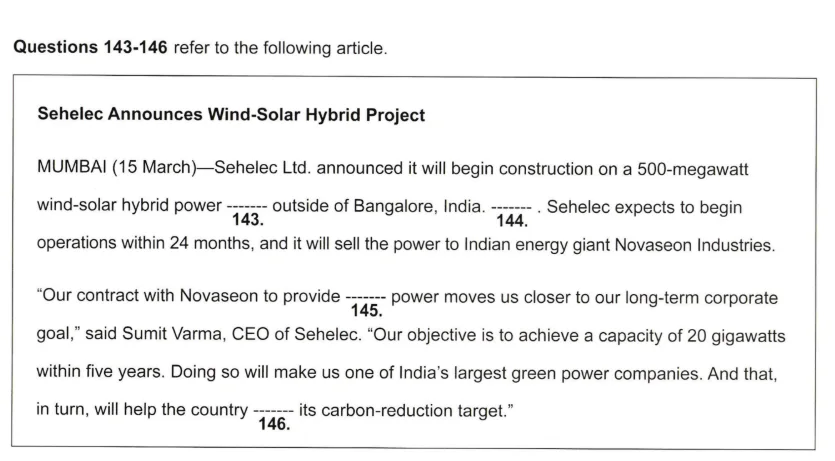 Questions 143-146 refer to the following article.
Sehelec Announces Wind-Solar Hybrid Project
MUMBAI (15 March)—Sehelec Ltd. announced it will begin construction on a 500-megawatt
wind-solar hybrid power ------- outside of Bangalore, India. ------- . Sehelec expects to begin
143. 144.
operations within 24 months, and it will sell the power to Indian energy giant Novaseon Industries.
“Our contract with Novaseon to provide ------- power moves us closer to our long-term corporate
145.
goal,” said Sumit Varma, CEO of Sehelec. “Our objective is to achieve a capacity of 20 gigawatts
within five years. Doing so will make us one of India’s largest green power companies. And that,
in turn, will help the country ------- its carbon-reduction target.”
146.